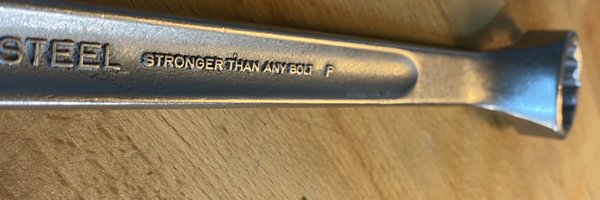 STEEL STRONGER THAN ANY BOLT F